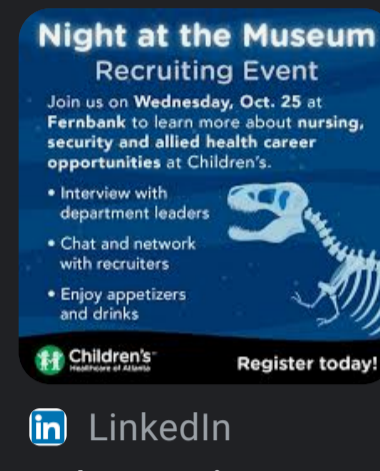 Night at the Museum
Recruiting Event
Join us on Wednesday, Oct. 25 at
Fernbank to learn more about nursing,
security and allied health career
opportunities at Children's.
• Interview with
department leaders
• Chat and network
with recruiters
• Enjoy appetizers
and drinks
Children's
Healthcare of Atlanta
Register today!
in LinkedIn